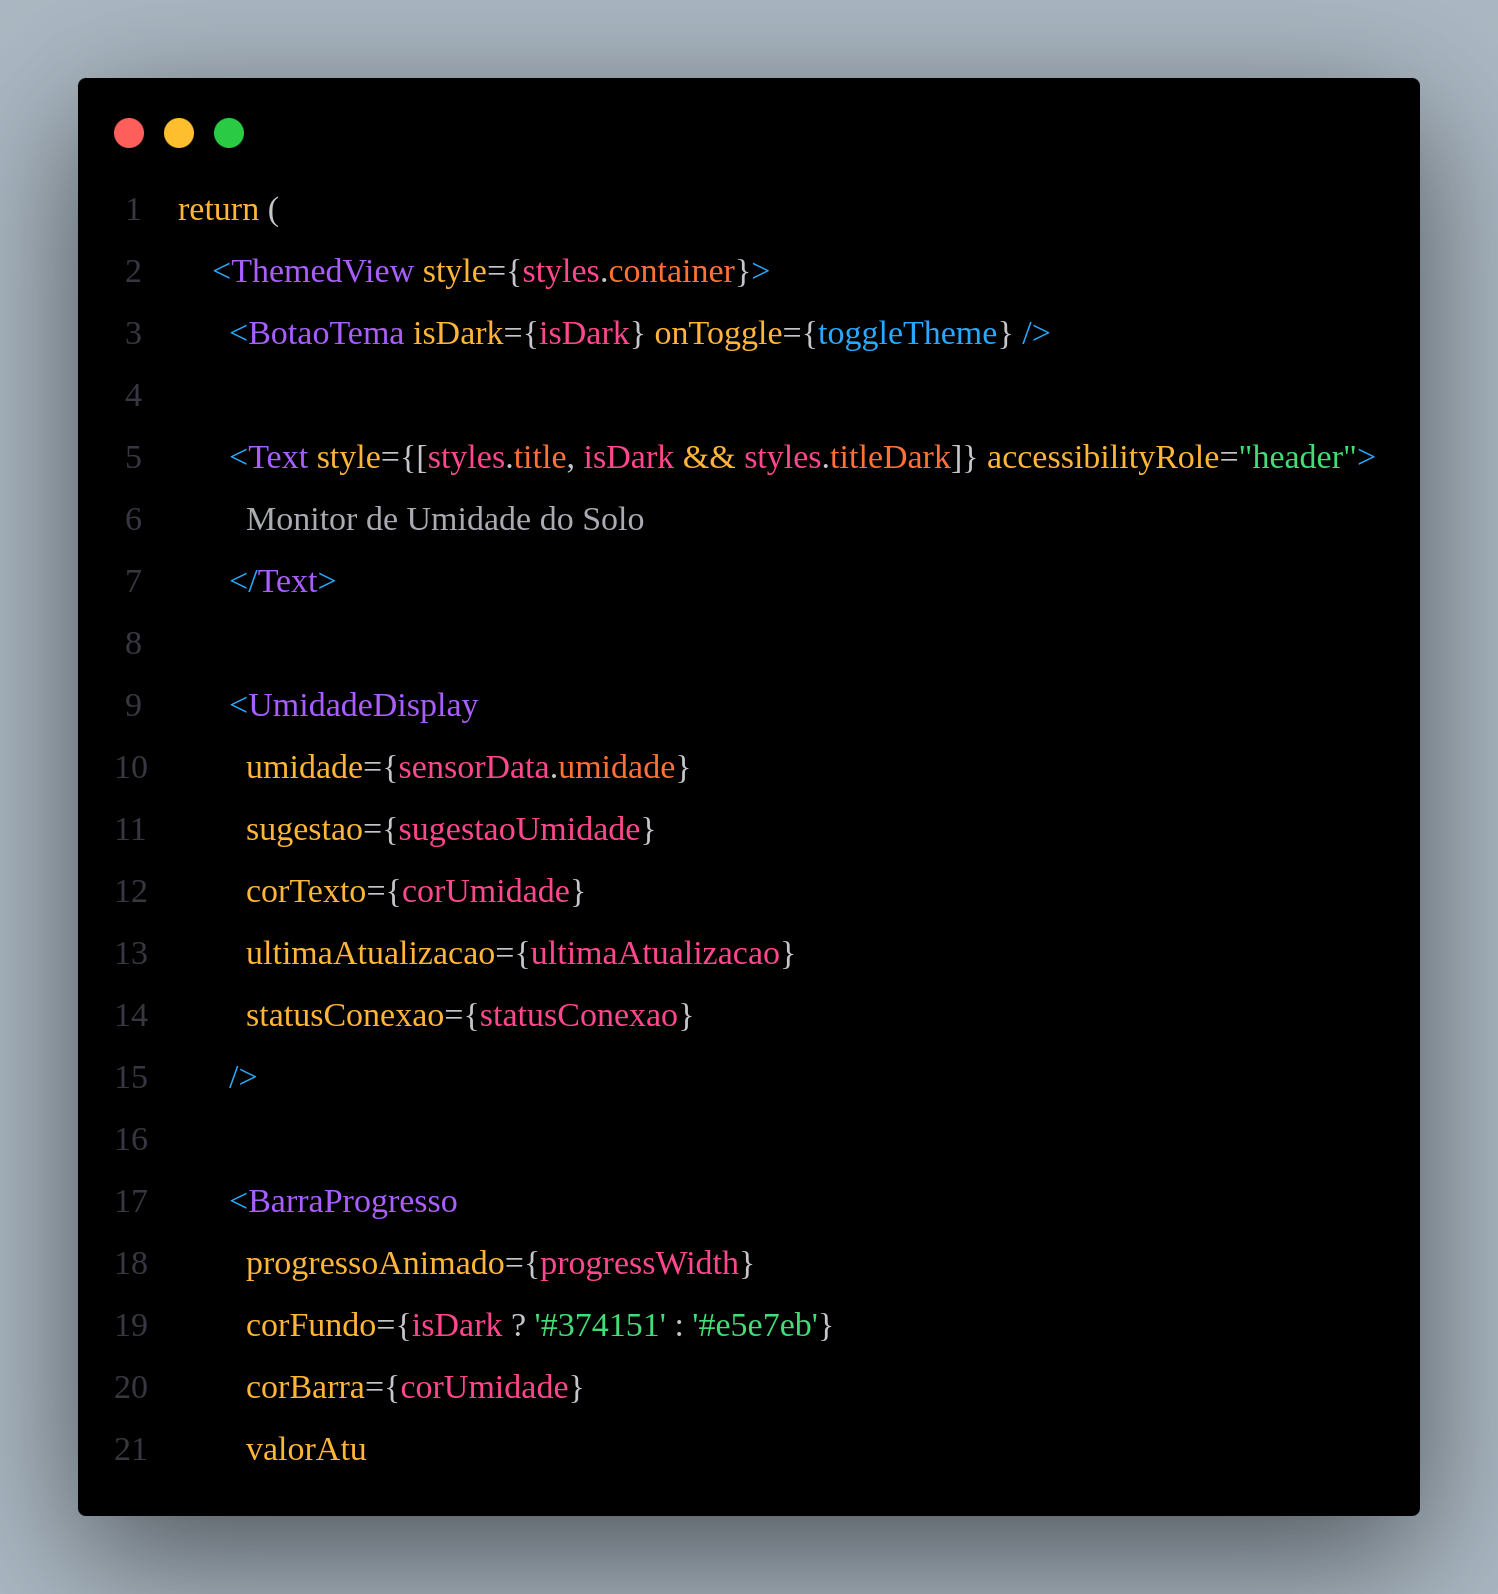 1 return (
2     <ThemedView style={styles.container}>
3       <BotaoTema isDark={isDark} onToggle={toggleTheme} />
4
5       <Text style={[styles.title, isDark && styles.titleDark]} accessibilityRole="header">
6         Monitor de Umidade do Solo
7       </Text>
8
9       <UmidadeDisplay
10         umidade={sensorData.umidade}
11         sugestao={sugestaoUmidade}
12         corTexto={corUmidade}
13         ultimaAtualizacao={ultimaAtualizacao}
14         statusConexao={statusConexao}
15       />
16
17       <BarraProgresso
18         progressoAnimado={progressWidth}
19         corFundo={isDark ? '#374151' : '#e5e7eb'}
20         corBarra={corUmidade}
21         valorAtu